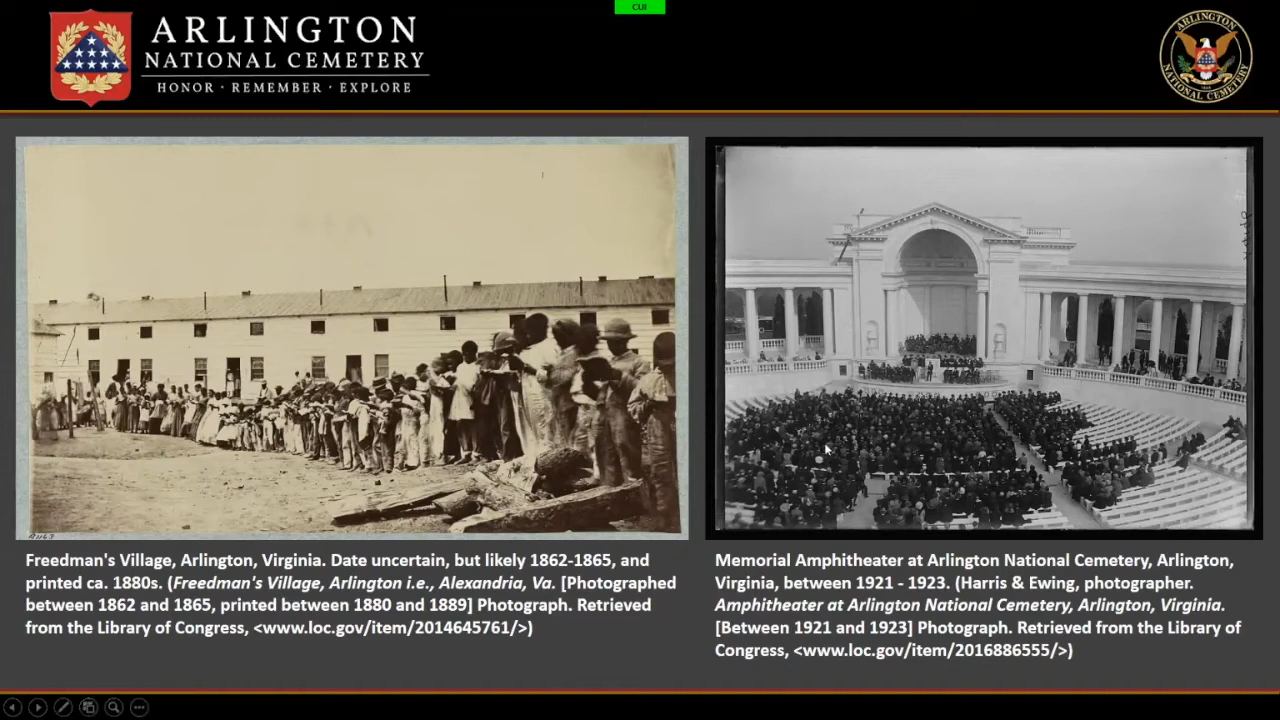 CUI
ARLINGTON
NATIONAL CEMETERY
HONOR · REMEMBER · EXPLORE
ARLINGTON
NATIONAL CEMETERY
Freedman's Village, Arlington, Virginia. Date uncertain, but likely 1862-1865, and
printed ca. 1880s. (Freedman's Village, Arlington i.e., Alexandria, Va. [Photographed
between 1862 and 1865, printed between 1880 and 1889] Photograph. Retrieved
from the Library of Congress, <www.loc.gov/item/2014645761/>)
Memorial Amphitheater at Arlington National Cemetery, Arlington,
Virginia, between 1921 - 1923. (Harris & Ewing, photographer.
Amphitheater at Arlington National Cemetery, Arlington, Virginia.
[Between 1921 and 1923] Photograph. Retrieved from the Library of
Congress, <www.loc.gov/item/2016886555/>)